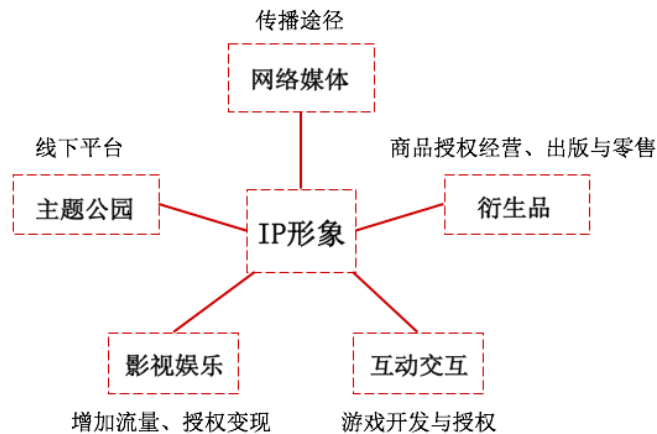 传播途径
网络媒体
线下平台
商品授权经营、出版与零售
主题公园
衍生品
IP形象
影视娱乐
互动交互
增加流量、授权变现
游戏开发与授权